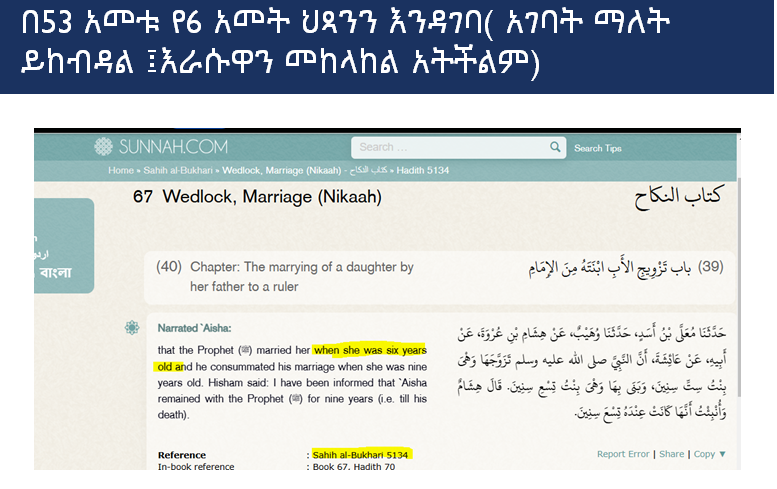 በ53 አመቱ የ6 አመት ህጻንን እንዳገባ( አገባት ማለት
ይከብዳል ፤እራሱዋን መከላከል አትችልም)
SUNNAH.COM
Search ...
Search Tips
Home » Sahih al-Bukhari » Wedlock, Marriage (Nikaah) - كتاب النكاح » Hadith 5134
67 Wedlock, Marriage (Nikaah)
كتاب النكاح
اردو
বাংলা
(40) Chapter: The marrying of a daughter by
her father to a ruler
(39) باب تَزْوِيجِ الأَبِ ابْنَتَهُ مِنَ الإِمَامِ
Narrated `Aisha:
that the Prophet (ﷺ) married her when she was six years
old and he consummated his marriage when she was nine
years old. Hisham said: I have been informed that `Aisha
remained with the Prophet (ﷺ) for nine years (i.e. till his
death).
حَدَّثَنَا مُعَلَّى بْنُ أَسَدٍ، حَدَّثَنَا وُهَيْبٌ، عَنْ هِشَامِ بْنِ عُرْوَةَ، عَنْ
أَبِيهِ، عَنْ عَائِشَةَ، أَنَّ النَّبِيَّ صلى الله عليه وسلم تَزَوَّجَهَا وَهْىَ
بِنْتُ سِتِّ سِنِينَ، وَبَنَى بِهَا وَهْىَ بِنْتُ تِسْعِ سِنِينَ. قَالَ هِشَامٌ
وَأُنْبِئْتُ أَنَّهَا كَانَتْ عِنْدَهُ تِسْعَ سِنِينَ.
Reference : Sahih al-Bukhari 5134
In-book reference : Book 67, Hadith 70
Report Error | Share | Copy ▼